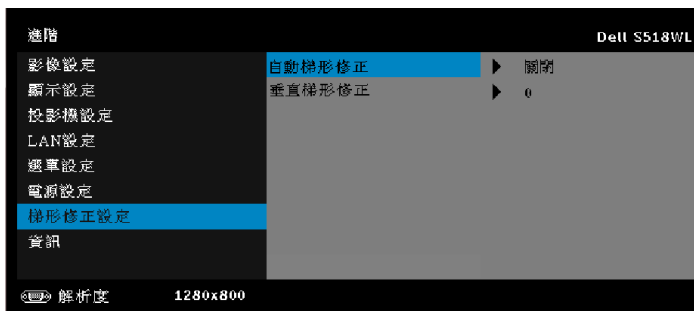 進階 Dell S518WL
影像設定 自動梯形修正 ▶ 關閉
顯示設定 垂直梯形修正 ▶ 0
投影機設定
LAN設定
選單設定
電源設定
梯形修正設定
資訊
解析度 1280x800